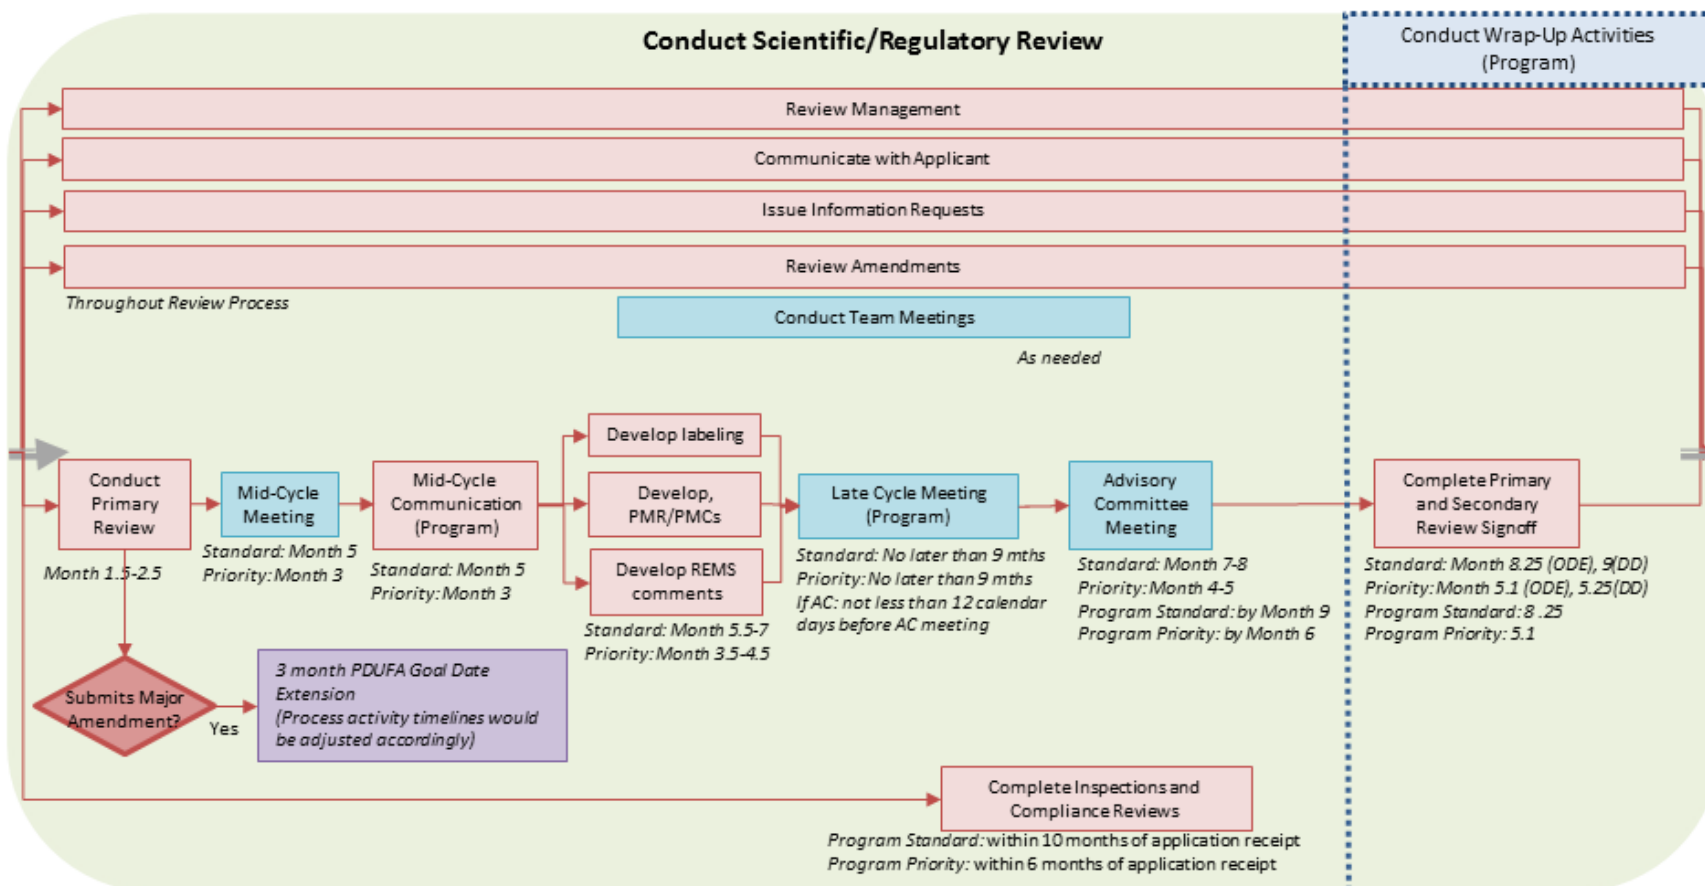 Conduct Scientific/Regulatory Review
Conduct Wrap-Up Activities
(Program)
Review Management
Communicate with Applicant
Issue Information Requests
Review Amendments
Throughout Review Process
Conduct Team Meetings
As needed
Conduct
Primary
Review
Month 1.5-2.5
Mid-Cycle
Meeting
Standard: Month 5
Priority: Month 3
Mid-Cycle
Communication
(Program)
Standard: Month 5
Priority: Month 3
Develop labeling
Develop,
PMR/PMCs
Develop REMS
comments
Standard: Month 5.5-7
Priority: Month 3.5-4.5
Late Cycle Meeting
(Program)
Standard: No later than 9 mths
Priority: No later than 9 mths
If AC: not less than 12 calendar
days before AC meeting
Advisory
Committee
Meeting
Standard: Month 7-8
Priority: Month 4-5
Program Standard: by Month 9
Program Priority: by Month 6
Complete Primary
and Secondary
Review Signoff
Standard: Month 8.25 (ODE), 9(DD)
Priority: Month 5.1 (ODE), 5.25(DD)
Program Standard: 8 .25
Program Priority: 5.1
Submits Major
Amendment?
Yes
3 month PDUFA Goal Date
Extension
(Process activity timelines would
be adjusted accordingly)
Complete Inspections and
Compliance Reviews
Program Standard: within 10 months of application receipt
Program Priority: within 6 months of application receipt